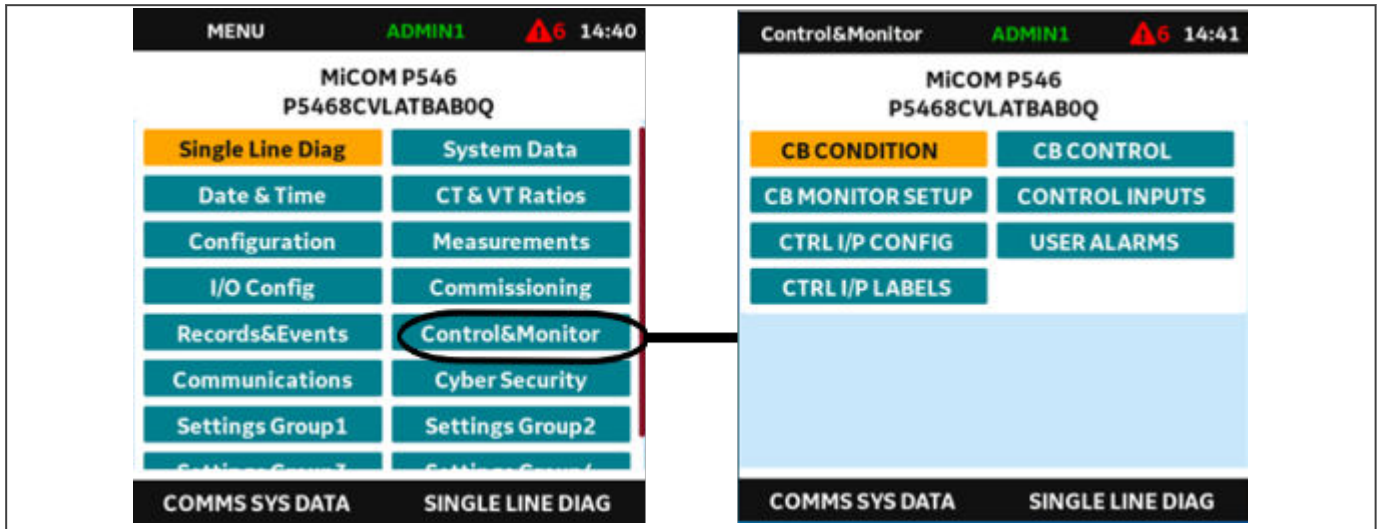 MENU ADMIN1 6 14:40
MiCOM P546
P5468CVLATBAB0Q
Single Line Diag System Data
Date & Time CT & VT Ratios
Configuration Measurements
I/O Config Commissioning
Records&Events Control&Monitor
Communications Cyber Security
Settings Group1 Settings Group2
COMMS SYS DATA SINGLE LINE DIAG
Control&Monitor ADMIN1 6 14:41
MiCOM P546
P5468CVLATBAB0Q
CB CONDITION CB CONTROL
CB MONITOR SETUP CONTROL INPUTS
CTRL I/P CONFIG USER ALARMS
CTRL I/P LABELS
COMMS SYS DATA SINGLE LINE DIAG